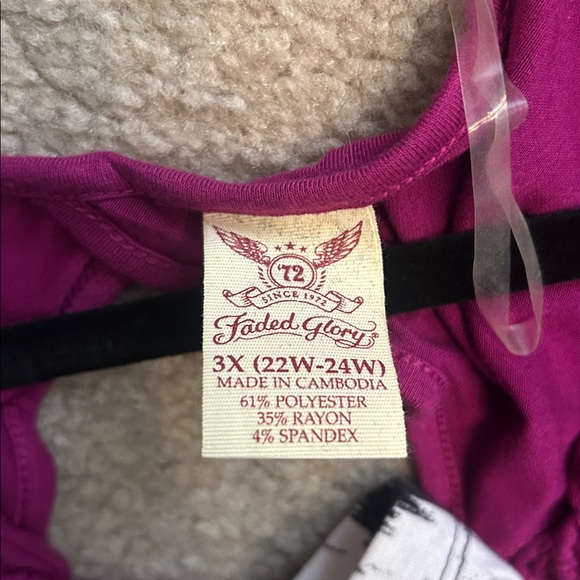 '72
SINCE 1972
Faded Glory®
3X (22W-24W)
MADE IN CAMBODIA
61% POLYESTER
35% RAYON
4% SPANDEX